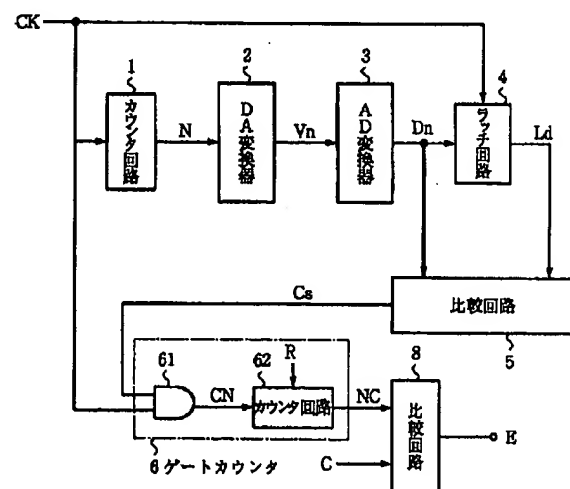 CK
1
カウンタ回路
N
2
DA変換器
Vn
3
AD変換器
Dn
4
ラッチ回路
Ld
比較回路
5
Cs
61
CN
62
R
カウンタ回路
NC
6ゲートカウンタ
C
8
比較回路
E